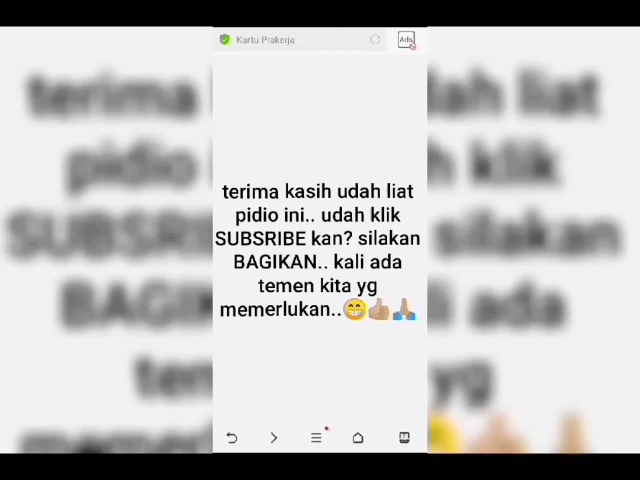 Kartu Prakerja
Ads
terima kasih udah liat
pidio ini.. udah klik
SUBSRIBE kan? silakan
BAGIKAN.. kali ada
temen kita yg
memerlukan..😁👍🏼🙏🏼